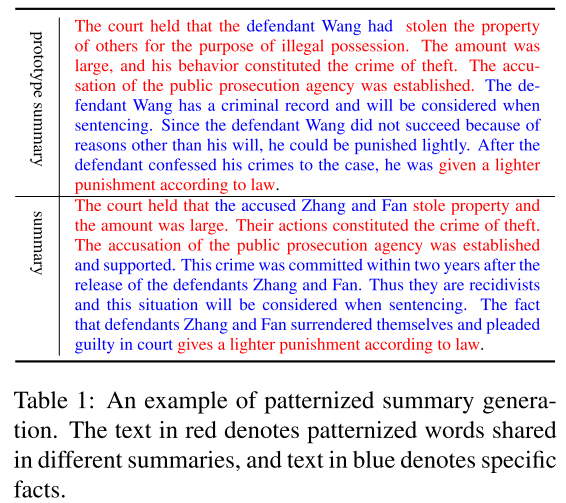 prototype summary
The court held that the defendant Wang had stolen the property
of others for the purpose of illegal possession. The amount was
large, and his behavior constituted the crime of theft. The accu-
sation of the public prosecution agency was established. The de-
fendant Wang has a criminal record and will be considered when
sentencing. Since the defendant Wang did not succeed because of
reasons other than his will, he could be punished lightly. After the
defendant confessed his crimes to the case, he was given a lighter
punishment according to law.
summary
The court held that the accused Zhang and Fan stole property and
the amount was large. Their actions constituted the crime of theft.
The accusation of the public prosecution agency was established
and supported. This crime was committed within two years after the
release of the defendants Zhang and Fan. Thus they are recidivists
and this situation will be considered when sentencing. The fact
that defendants Zhang and Fan surrendered themselves and pleaded
guilty in court gives a lighter punishment according to law.
Table 1: An example of patternized summary genera-
tion. The text in red denotes patternized words shared
in different summaries, and text in blue denotes specific
facts.